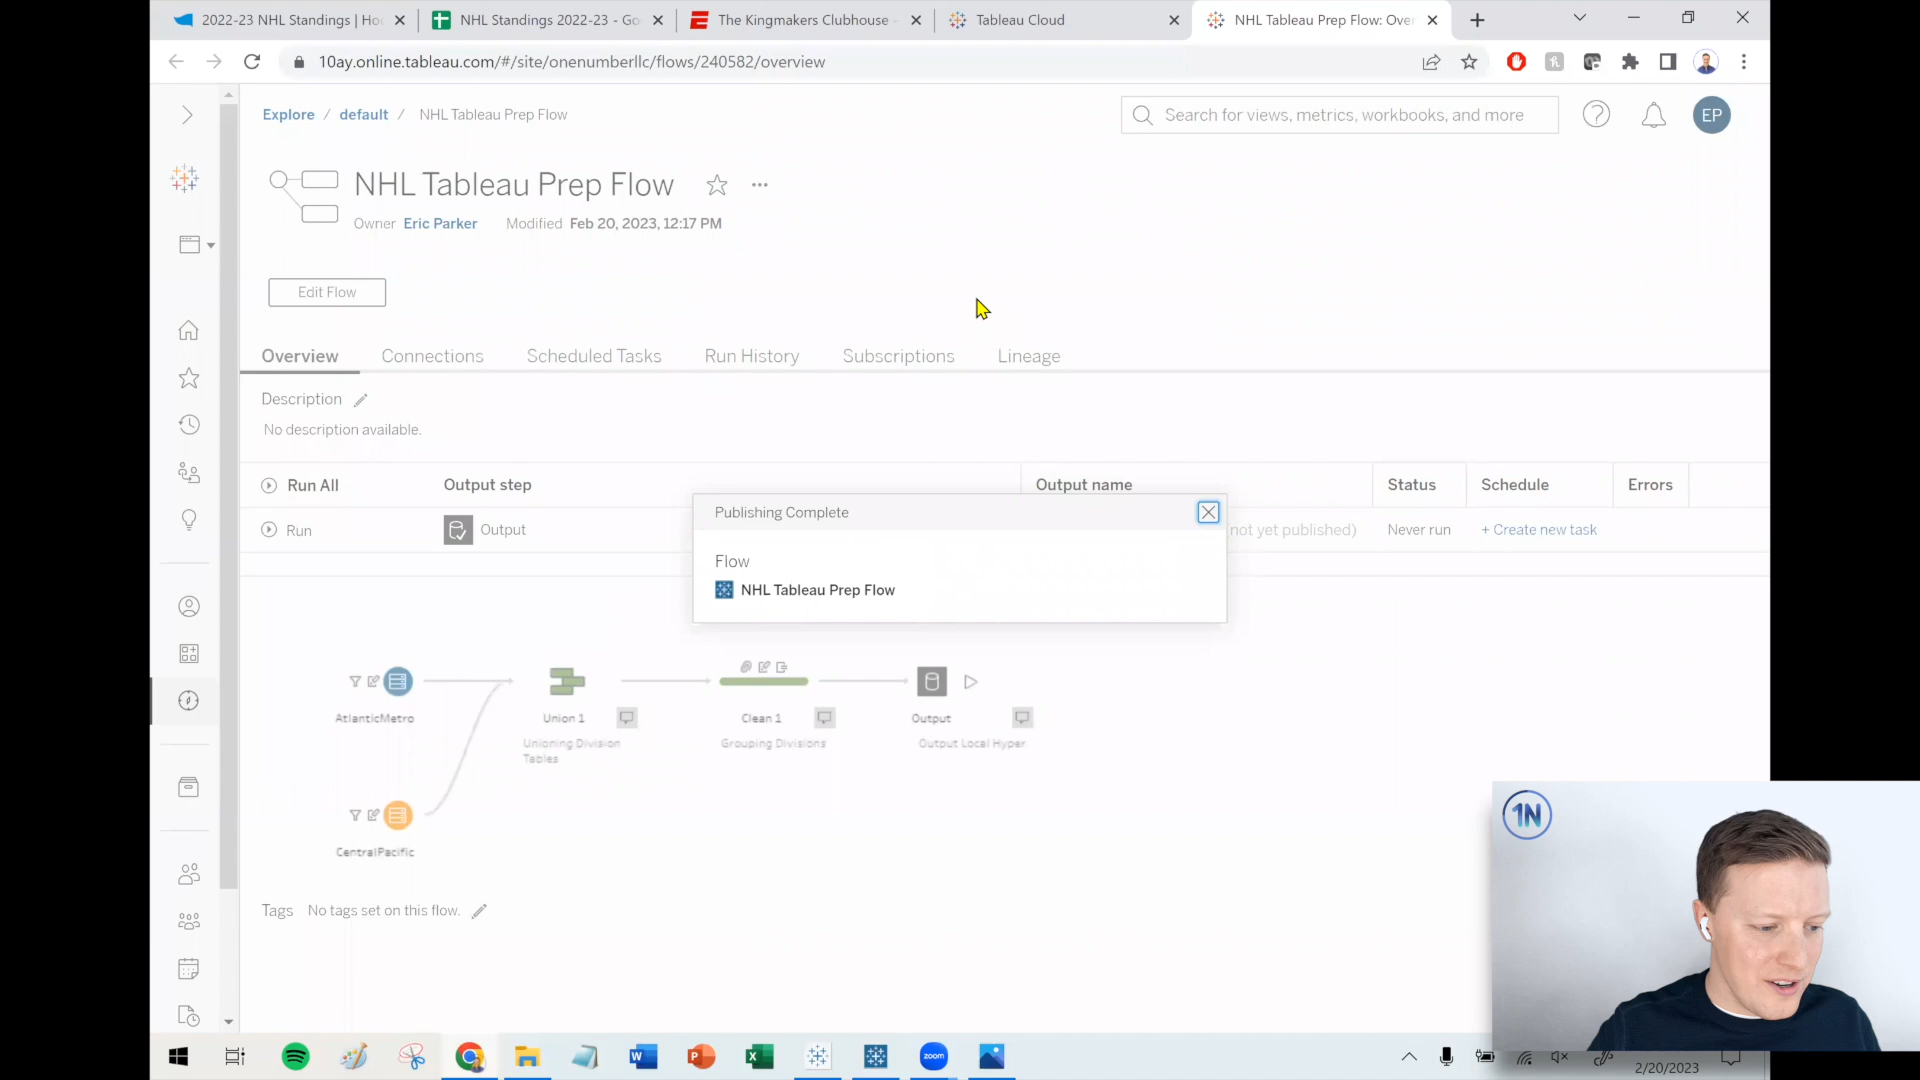 2022-23 NHL Standings | Ho
NHL Standings 2022-23 - Go
The Kingmakers Clubhouse -
Tableau Cloud
NHL Tableau Prep Flow: Over
10ay.online.tableau.com/#/site/onenumberllc/flows/240582/overview
Explore / default / NHL Tableau Prep Flow
Search for views, metrics, workbooks, and more
EP
NHL Tableau Prep Flow
Owner Eric Parker Modified Feb 20, 2023, 12:17 PM
Edit Flow
Overview Connections Scheduled Tasks Run History Subscriptions Lineage
Description
No description available.
Run All Output step Output name Status Schedule Errors
Run Output not yet published) Never run + Create new task
Publishing Complete
Flow
NHL Tableau Prep Flow
AtlanticMetro
Union 1
Unioning Division
Tables
Clean 1
Grouping Divisions
Output
Output Local Hyper
CentralPacific
Tags No tags set on this flow.
1N
zoom
2/20/2023